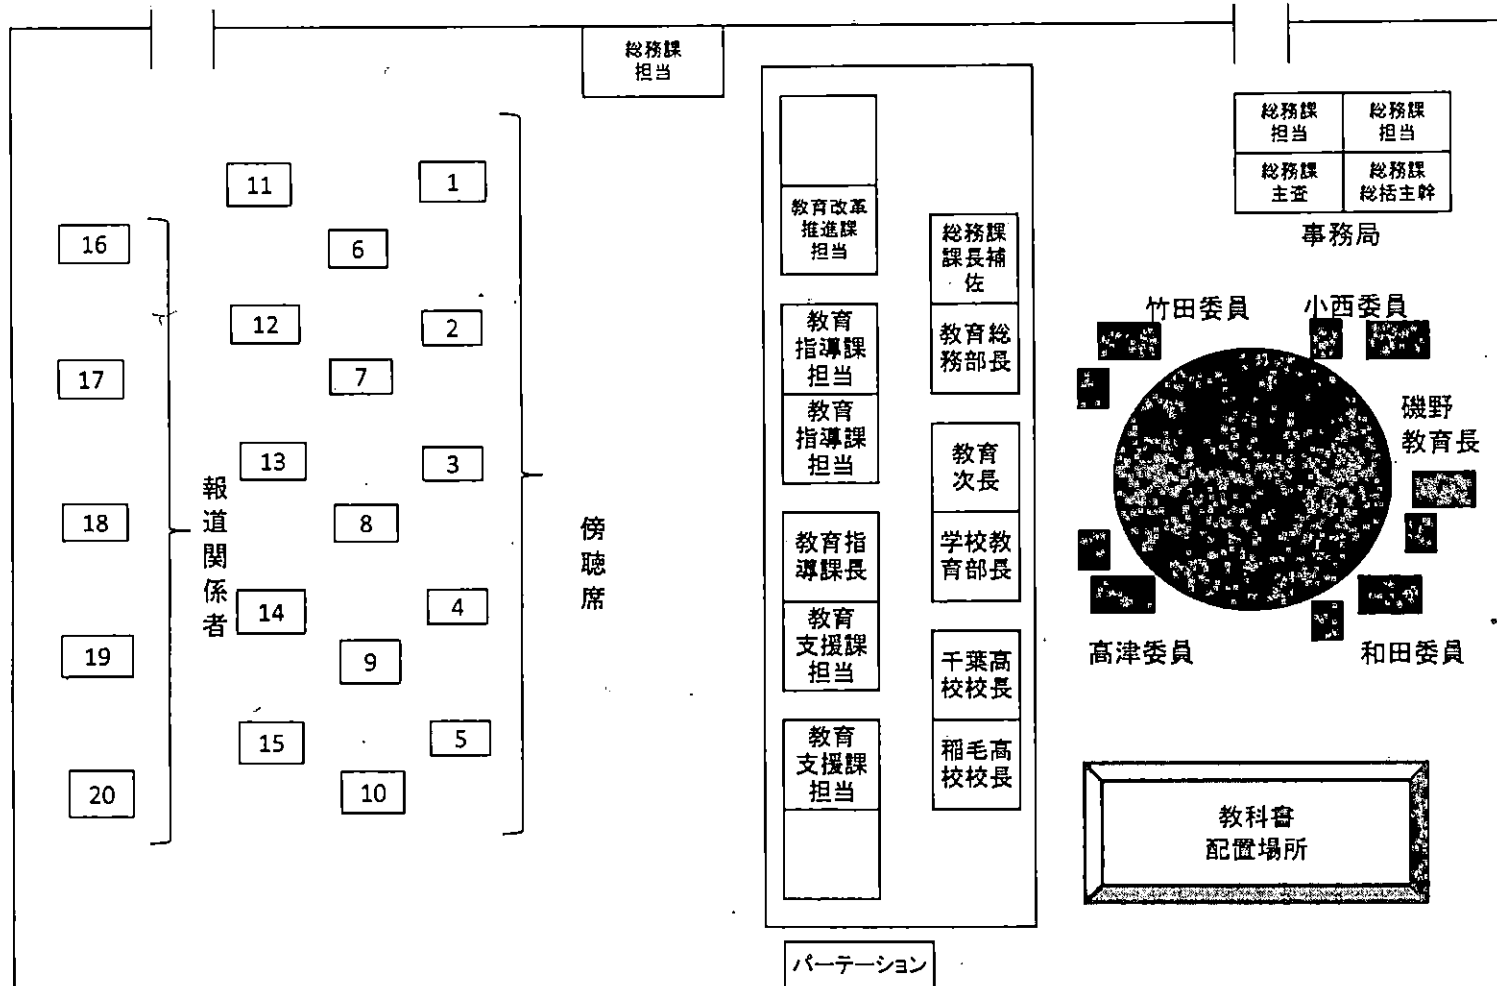 総務課
担当
11
1
16
6
12
2
17
7
13
3
18
8
14
4
19
9
15
5
20
10
報道関係者
傍聴席
教育改革
推進課
担当
教育
指導課
担当
教育
指導課
担当
教育指
導課長
教育
支援課
担当
教育
支援課
担当
総務課
課長補
佐
教育総
務部長
教育
次長
学校教
育部長
千葉高
校校長
稲毛高
校校長
パーテーション
総務課
担当
総務課
担当
総務課
主査
総務課
総括主幹
事務局
竹田委員
小西委員
磯野
教育長
高津委員
和田委員
教科書
配置場所